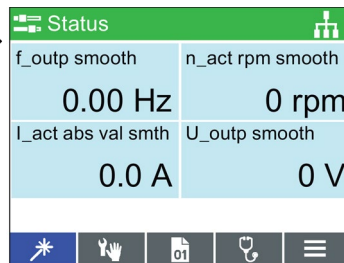 Status
f_outp smooth
n_act rpm smooth
0.00 Hz
0 rpm
I_act abs val smth
U_outp smooth
0.0 A
0 V
01